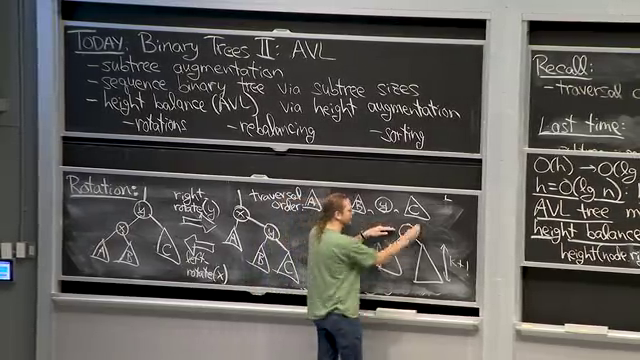 TODAY: Binary Trees II: AVL
- subtree augmentation
- sequence binary tree via subtree sizes
- height balance (AVL) via height augmentation
- rotations - rebalancing - sorting
Rotation:
right
rotate(y)
left
rotate(x)
y
x
A
B
C
x
y
A
B
C
traversal
order:
A
B
y
C
k+1
Recall:
- traversal
Last time:
O(h) → O(lg
h = O(lg n)
AVL tree
height balance
height(node